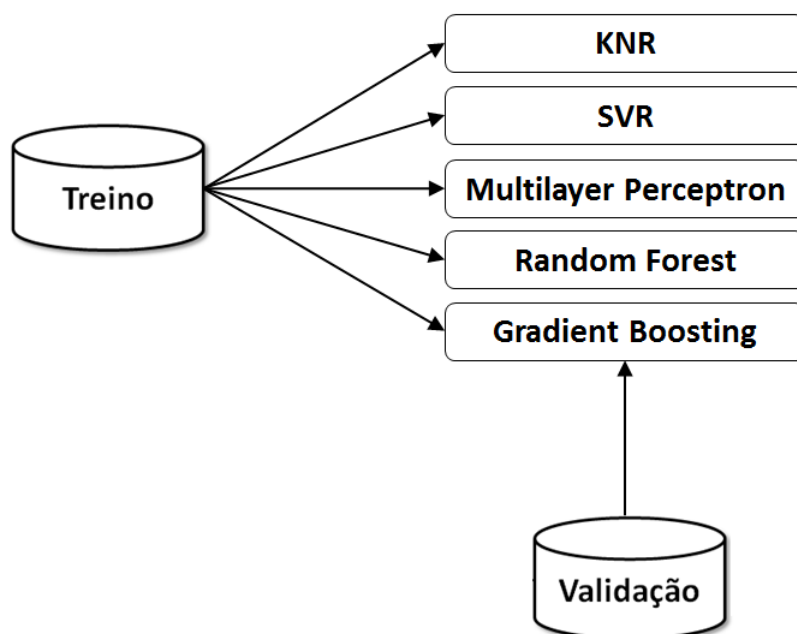 KNR
SVR
Treino
Multilayer Perceptron
Random Forest
Gradient Boosting
Validação